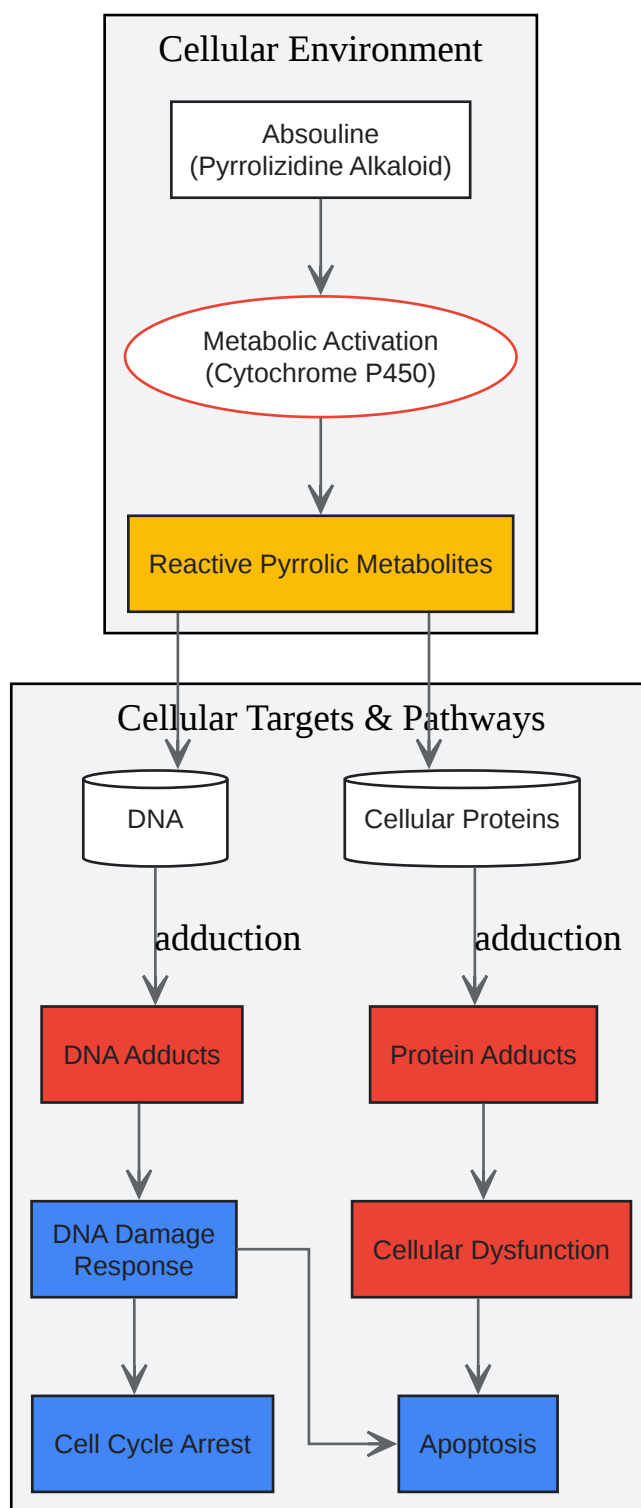 Cellular Environment
Absouline
(Pyrrolizidine Alkaloid)
Metabolic Activation
(Cytochrome P450)
Reactive Pyrrolic Metabolites
Cellular Targets & Pathways
DNA
Cellular Proteins
adduction
adduction
DNA Adducts
Protein Adducts
DNA Damage
Response
Cellular Dysfunction
Cell Cycle Arrest
Apoptosis